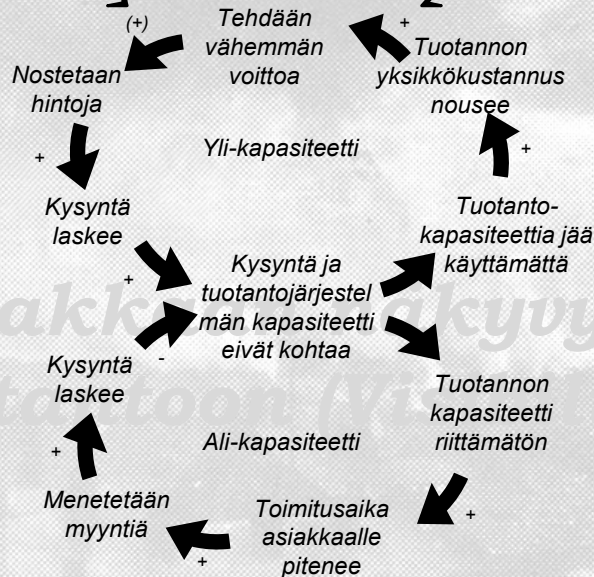 (+)
Tehdään
vähemmän
voittoa
+
Tuotannon
yksikkökustannus
nousee
Nostetaan
hintoja
Yli-kapasiteetti
+
+
Kysyntä
laskee
Tuotanto-
kapasiteettia jää
käyttämättä
+
Kysyntä ja
tuotantojärjestel
män kapasiteetti
eivät kohtaa
-
Kysyntä
laskee
Tuotannon
kapasiteetti
riittämätön
+
Ali-kapasiteetti
Menetetään
myyntiä
+
Toimitusaika
asiakkaalle
pitenee
+